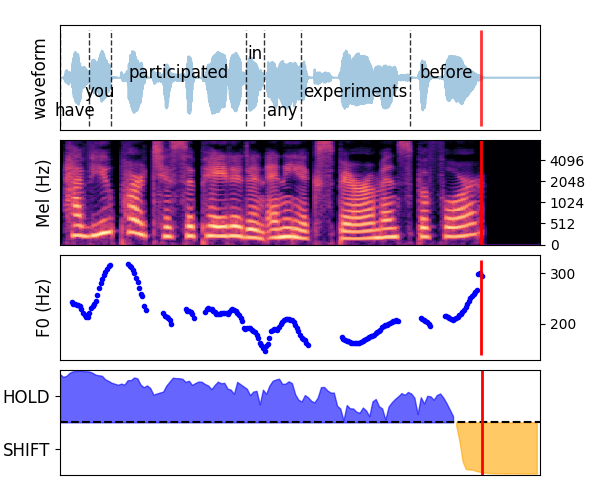 waveform
have
you
participated
in
any
experiments
before
Mel (Hz)
4096
2048
1024
512
0
F0 (Hz)
300
200
HOLD
SHIFT